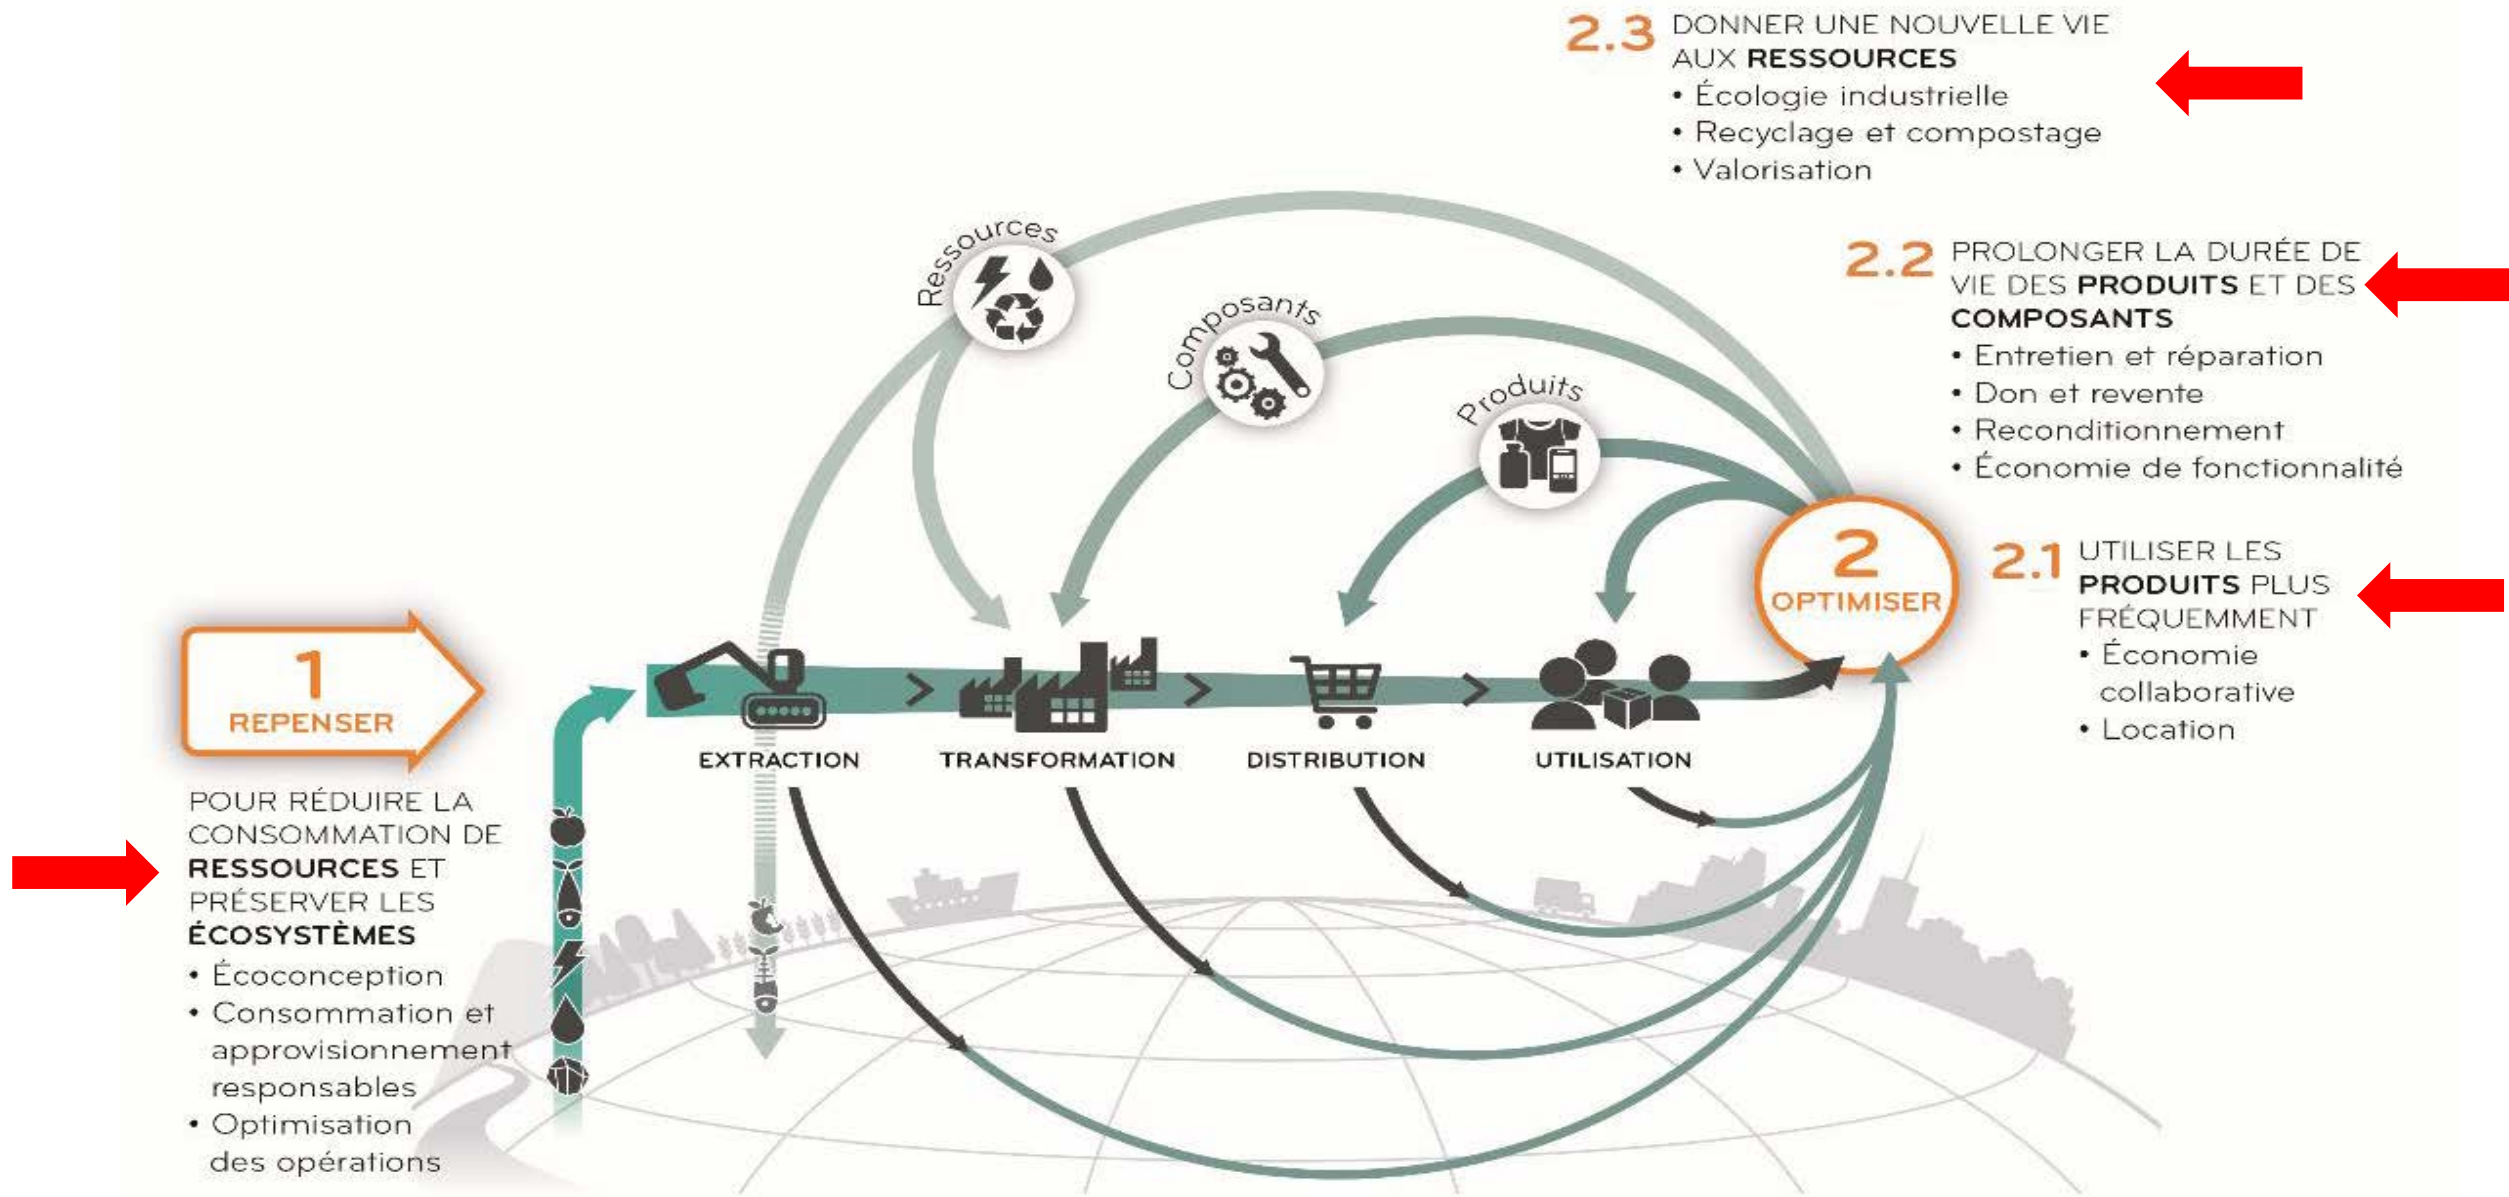 2.3 DONNER UNE NOUVELLE VIE
AUX RESSOURCES
• Écologie industrielle
• Recyclage et compostage
• Valorisation
Ressources
Composants
Produits
2.2 PROLONGER LA DURÉE DE
VIE DES PRODUITS ET DES
COMPOSANTS
• Entretien et réparation
• Don et revente
• Reconditionnement
• Économie de fonctionnalité
2
OPTIMISER
2.1 UTILISER LES
PRODUITS PLUS
FRÉQUEMMENT
• Économie
collaborative
• Location
1
REPENSER
EXTRACTION
TRANSFORMATION
DISTRIBUTION
UTILISATION
POUR RÉDUIRE LA
CONSOMMATION DE
RESSOURCES ET
PRÉSERVER LES
ÉCOSYSTÈMES
• Écoconception
• Consommation et
approvisionnement
responsables
• Optimisation
des opérations